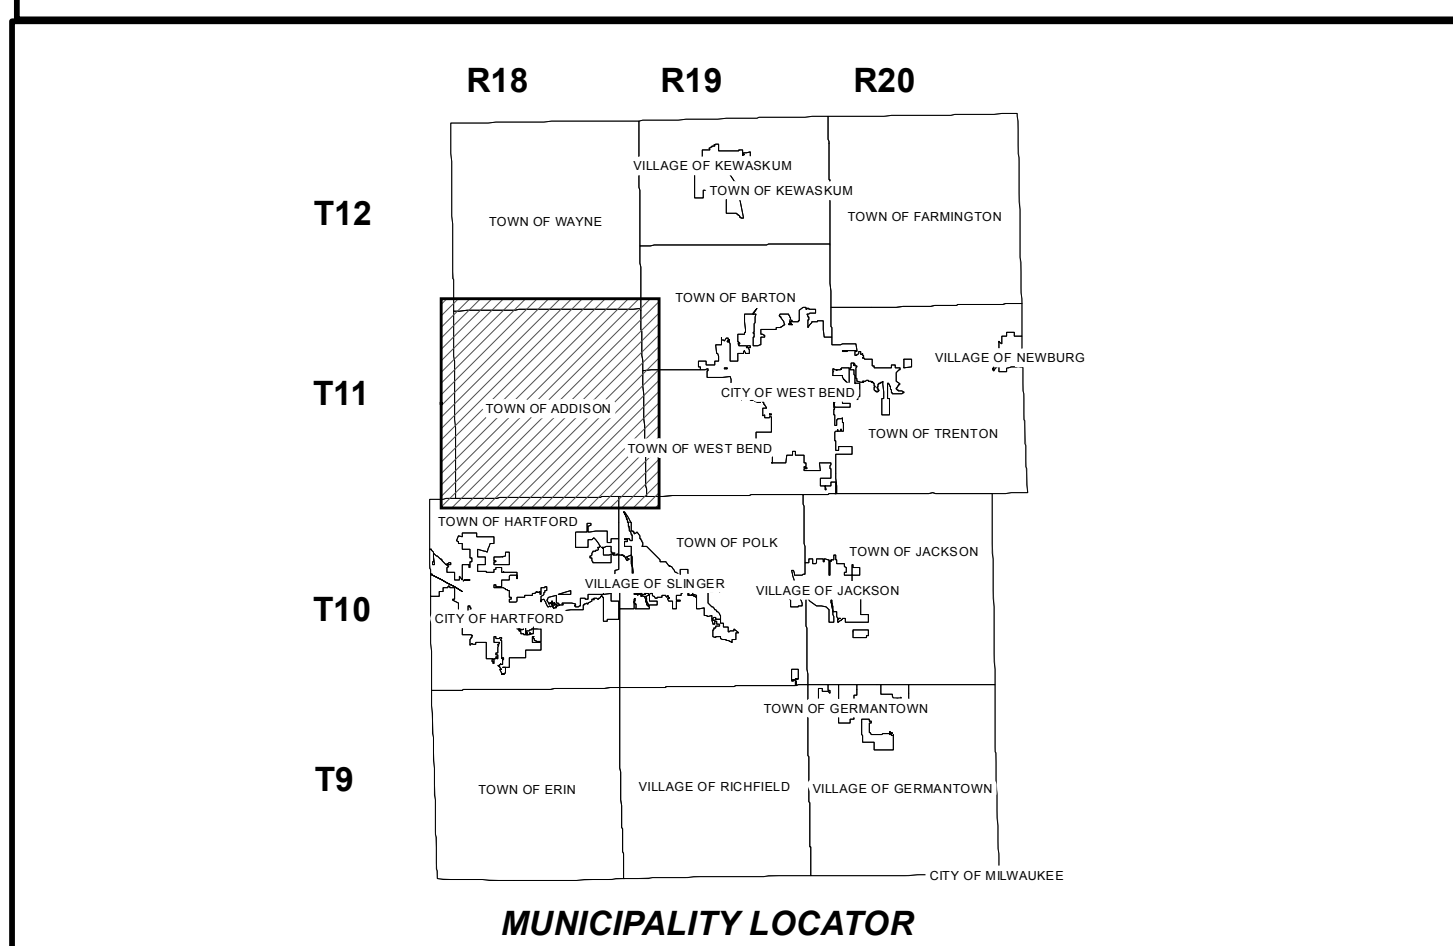 R18 R19 R20
VILLAGE OF KEWASKUM
TOWN OF KEWASKUM
T12
TOWN OF WAYNE
TOWN OF FARMINGTON
TOWN OF BARTON
VILLAGE OF NEWBURG
T11
CITY OF WEST BEND
TOWN OF ADDISON
TOWN OF TRENTON
TOWN OF WEST BEND
TOWN OF HARTFORD
TOWN OF POLK
TOWN OF JACKSON
VILLAGE OF SLINGER
VILLAGE OF JACKSON
T10
CITY OF HARTFORD
TOWN OF GERMANTOWN
T9
TOWN OF ERIN
VILLAGE OF RICHFIELD
VILLAGE OF GERMANTOWN
CITY OF MILWAUKEE
MUNICIPALITY LOCATOR